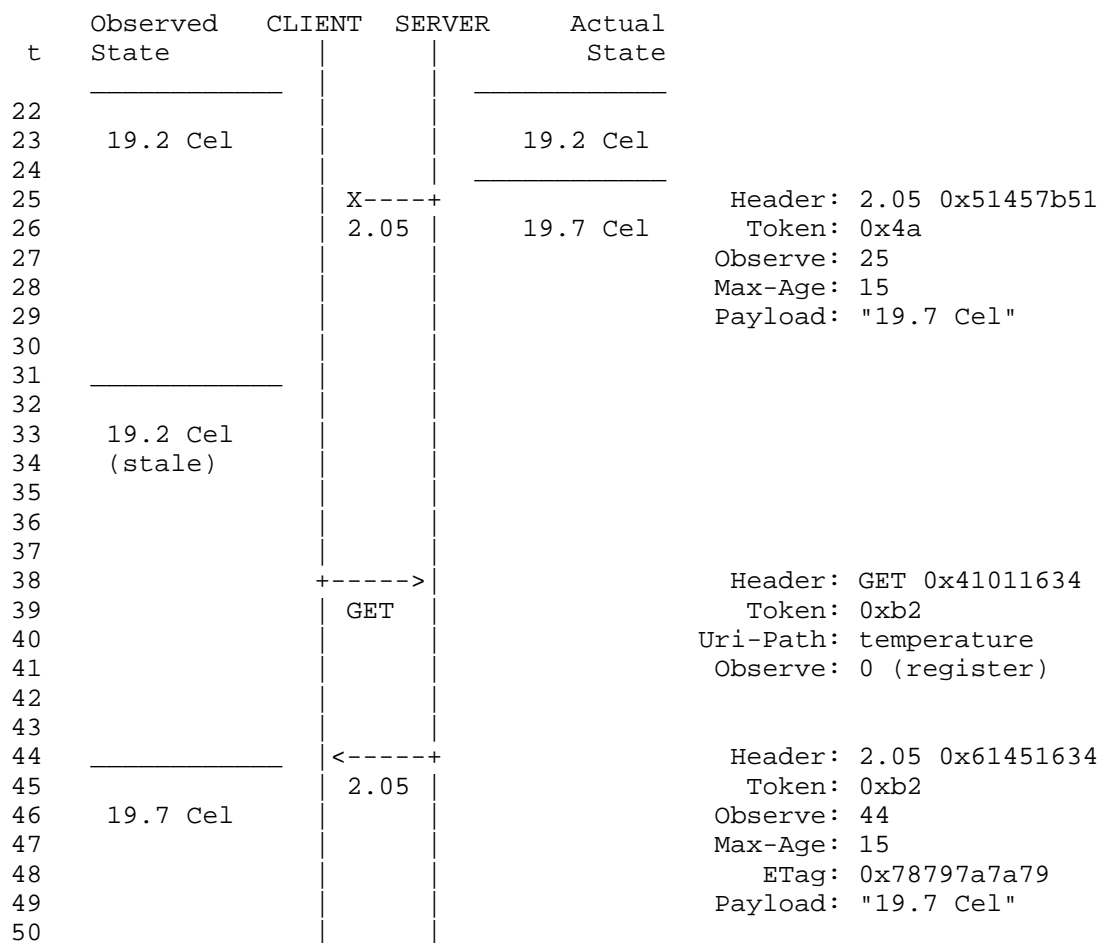 Observed   CLIENT  SERVER     Actual
 t   State         |      |         State
     ____________  |      |  ____________
22                 |      |
23    19.2 Cel     |      |     19.2 Cel
24                 |      |  ____________
25                 | X----+                  Header: 2.05 0x51457b51
26                 | 2.05 |     19.7 Cel      Token: 0x4a
27                 |      |                 Observe: 25
28                 |      |                 Max-Age: 15
29                 |      |                 Payload: "19.7 Cel"
30                 |      |
31   ____________  |      |
32                 |      |
33    19.2 Cel     |      |
34    (stale)      |      |
35                 |      |
36                 |      |
37                 |      |
38                 +----->|                  Header: GET 0x41011634
39                 | GET  |                   Token: 0xb2
40                 |      |                Uri-Path: temperature
41                 |      |                 Observe: 0 (register)
42                 |      |
43                 |      |
44   ____________  |<-----+                  Header: 2.05 0x61451634
45                 | 2.05 |                   Token: 0xb2
46    19.7 Cel     |      |                 Observe: 44
47                 |      |                 Max-Age: 15
48                 |      |                    ETag: 0x78797a7a79
49                 |      |                 Payload: "19.7 Cel"
50                 |      |